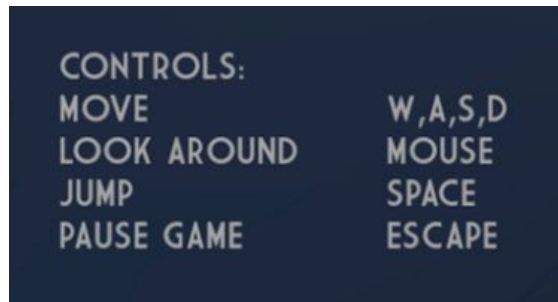 CONTROLS:
MOVE W,A,S,D
LOOK AROUND MOUSE
JUMP SPACE
PAUSE GAME ESCAPE